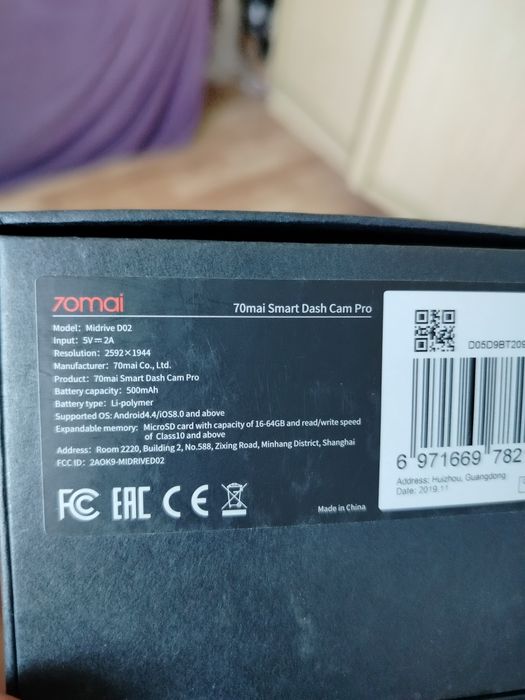 70mai
70mai Smart Dash Cam Pro
Model: Midrive D02
Input: 5V⎓2A
Resolution: 2592×1944
Manufacturer: 70mai Co., Ltd.
Product: 70mai Smart Dash Cam Pro
Battery capacity: 500mAh
Battery type: Li-polymer
Supported OS: Android4.4/iOS8.0 and above
Expandable memory: MicroSD card with capacity of 16-64GB and read/write speed
of Class10 and above
Address: Room 2220, Building 2, No.588, Zixing Road, Minhang District, Shanghai
FCC ID: 2AOK9-MIDRIVED02
FC EAC CE
Made in China
D05D9BT209
6 971669 782
Address: Huizhou, Guangdong
Date: 2019.11